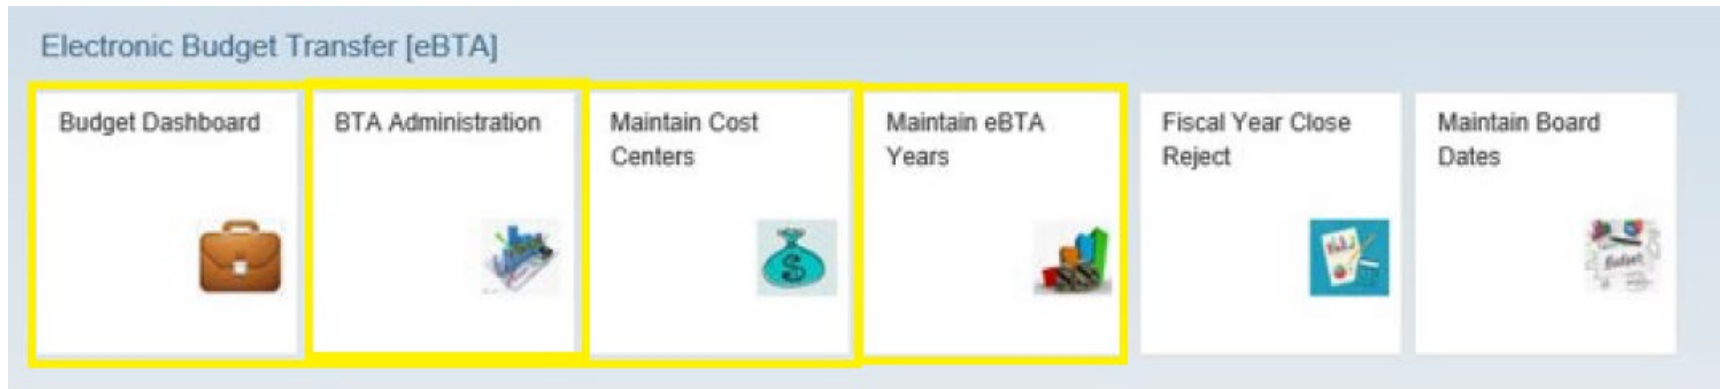 Electronic Budget Transfer [eBTA]
Budget Dashboard
BTA Administration
Maintain Cost
Centers
Maintain eBTA
Years
Fiscal Year Close
Reject
Maintain Board
Dates
$
Budget